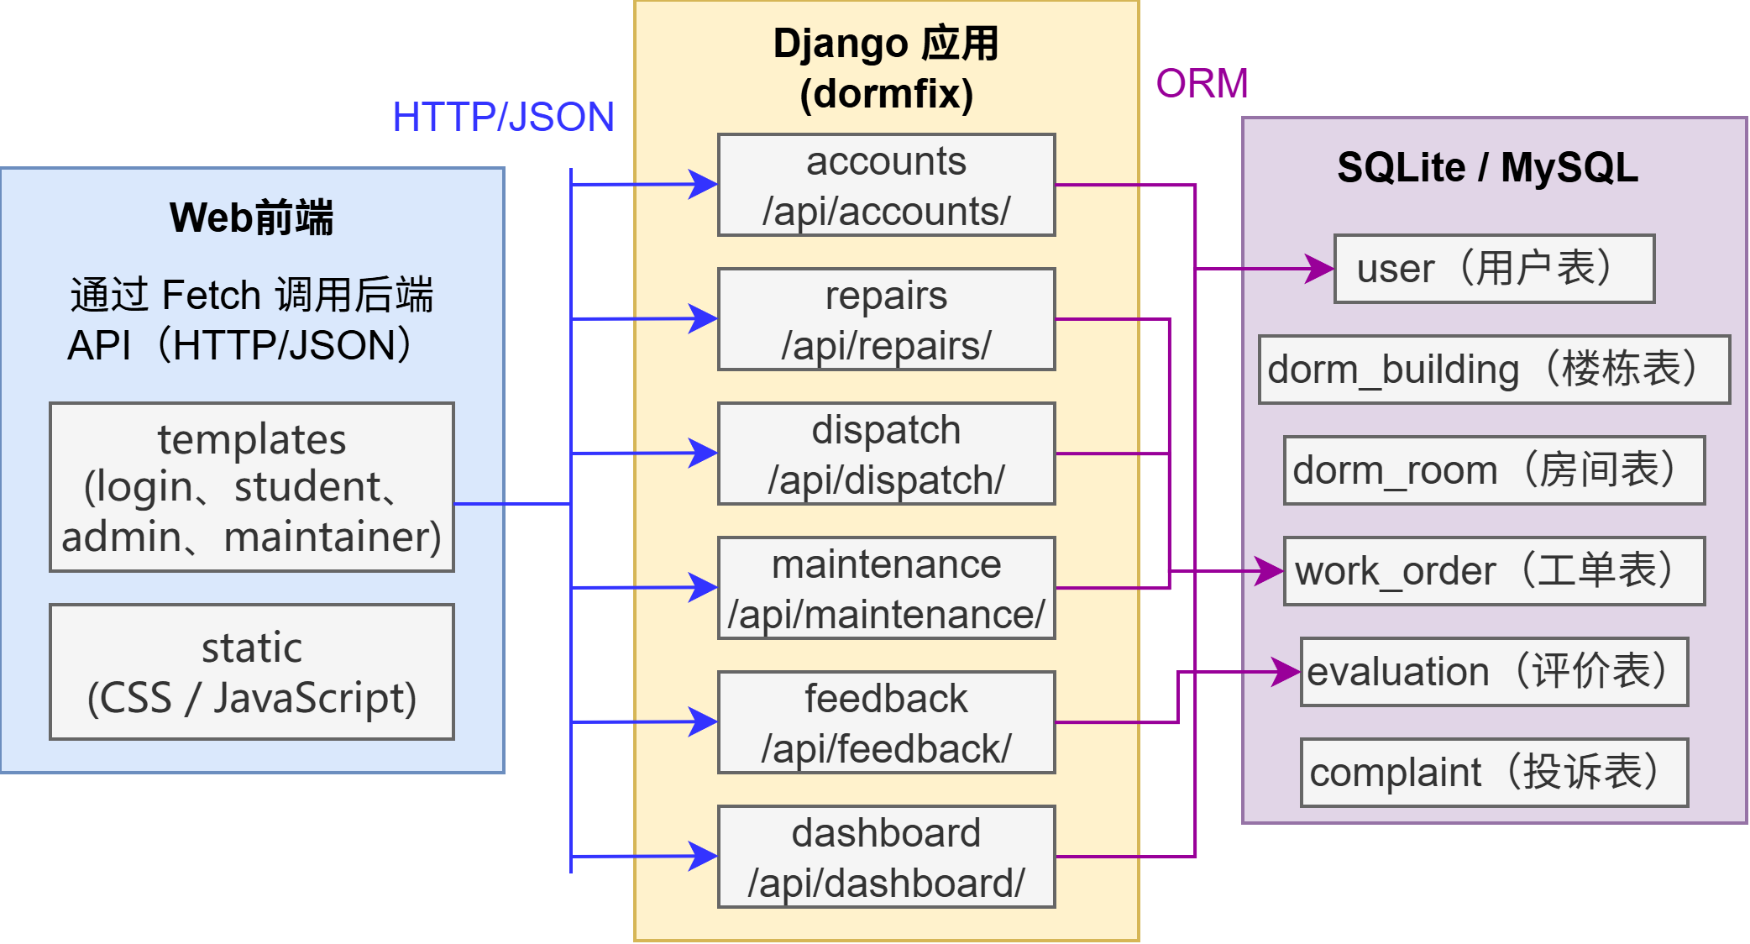 HTTP/JSON
Web前端
通过 Fetch 调用后端
API（HTTP/JSON）
templates
(login、student、
admin、maintainer)
static
(CSS / JavaScript)
Django 应用
(dormfix)
accounts
/api/accounts/
repairs
/api/repairs/
dispatch
/api/dispatch/
maintenance
/api/maintenance/
feedback
/api/feedback/
dashboard
/api/dashboard/
ORM
SQLite / MySQL
user（用户表）
dorm_building（楼栋表）
dorm_room（房间表）
work_order（工单表）
evaluation（评价表）
complaint（投诉表）